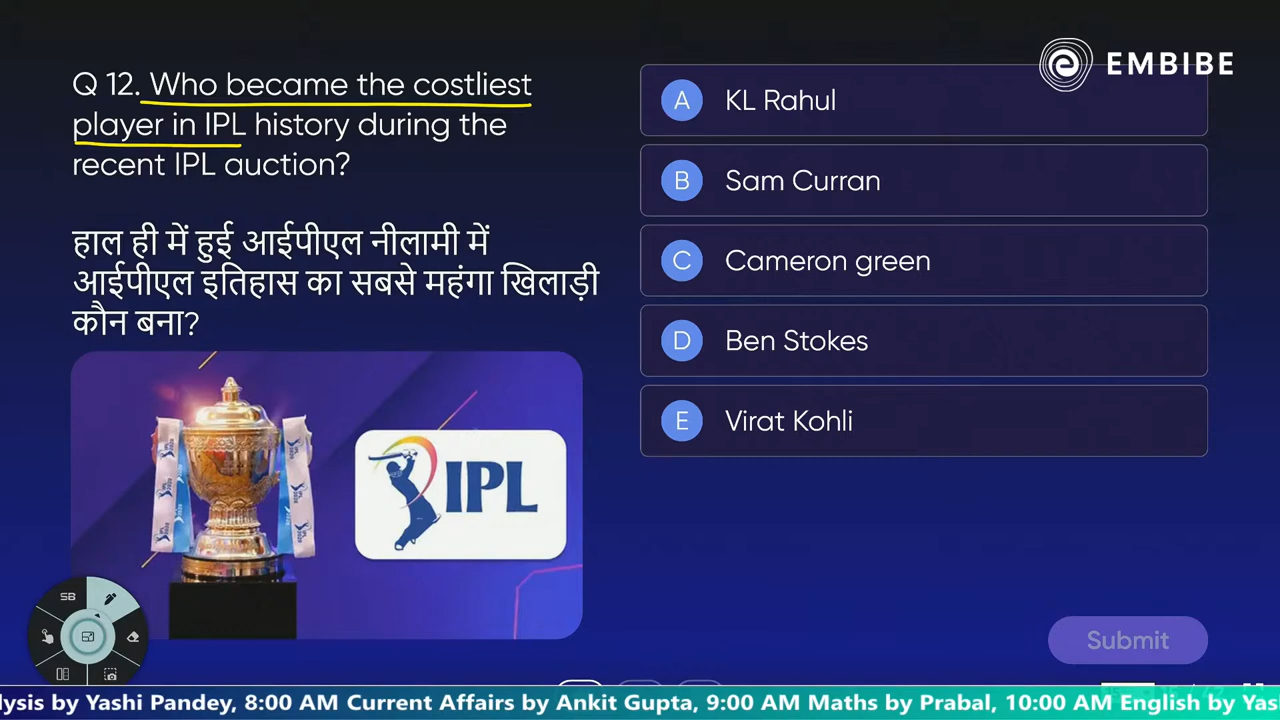 EMBIBE
Q 12. Who became the costliest
player in IPL history during the
recent IPL auction?
हाल ही में हुई आईपीएल नीलामी में
आईपीएल इतिहास का सबसे महंगा खिलाड़ी
कौन बना?
IPL
A KL Rahul
B Sam Curran
C Cameron green
D Ben Stokes
E Virat Kohli
SB
Submit
lysis by Yashi Pandey, 8:00 AM Current Affairs by Ankit Gupta, 9:00 AM Maths by Prabal, 10:00 AM English by Yas